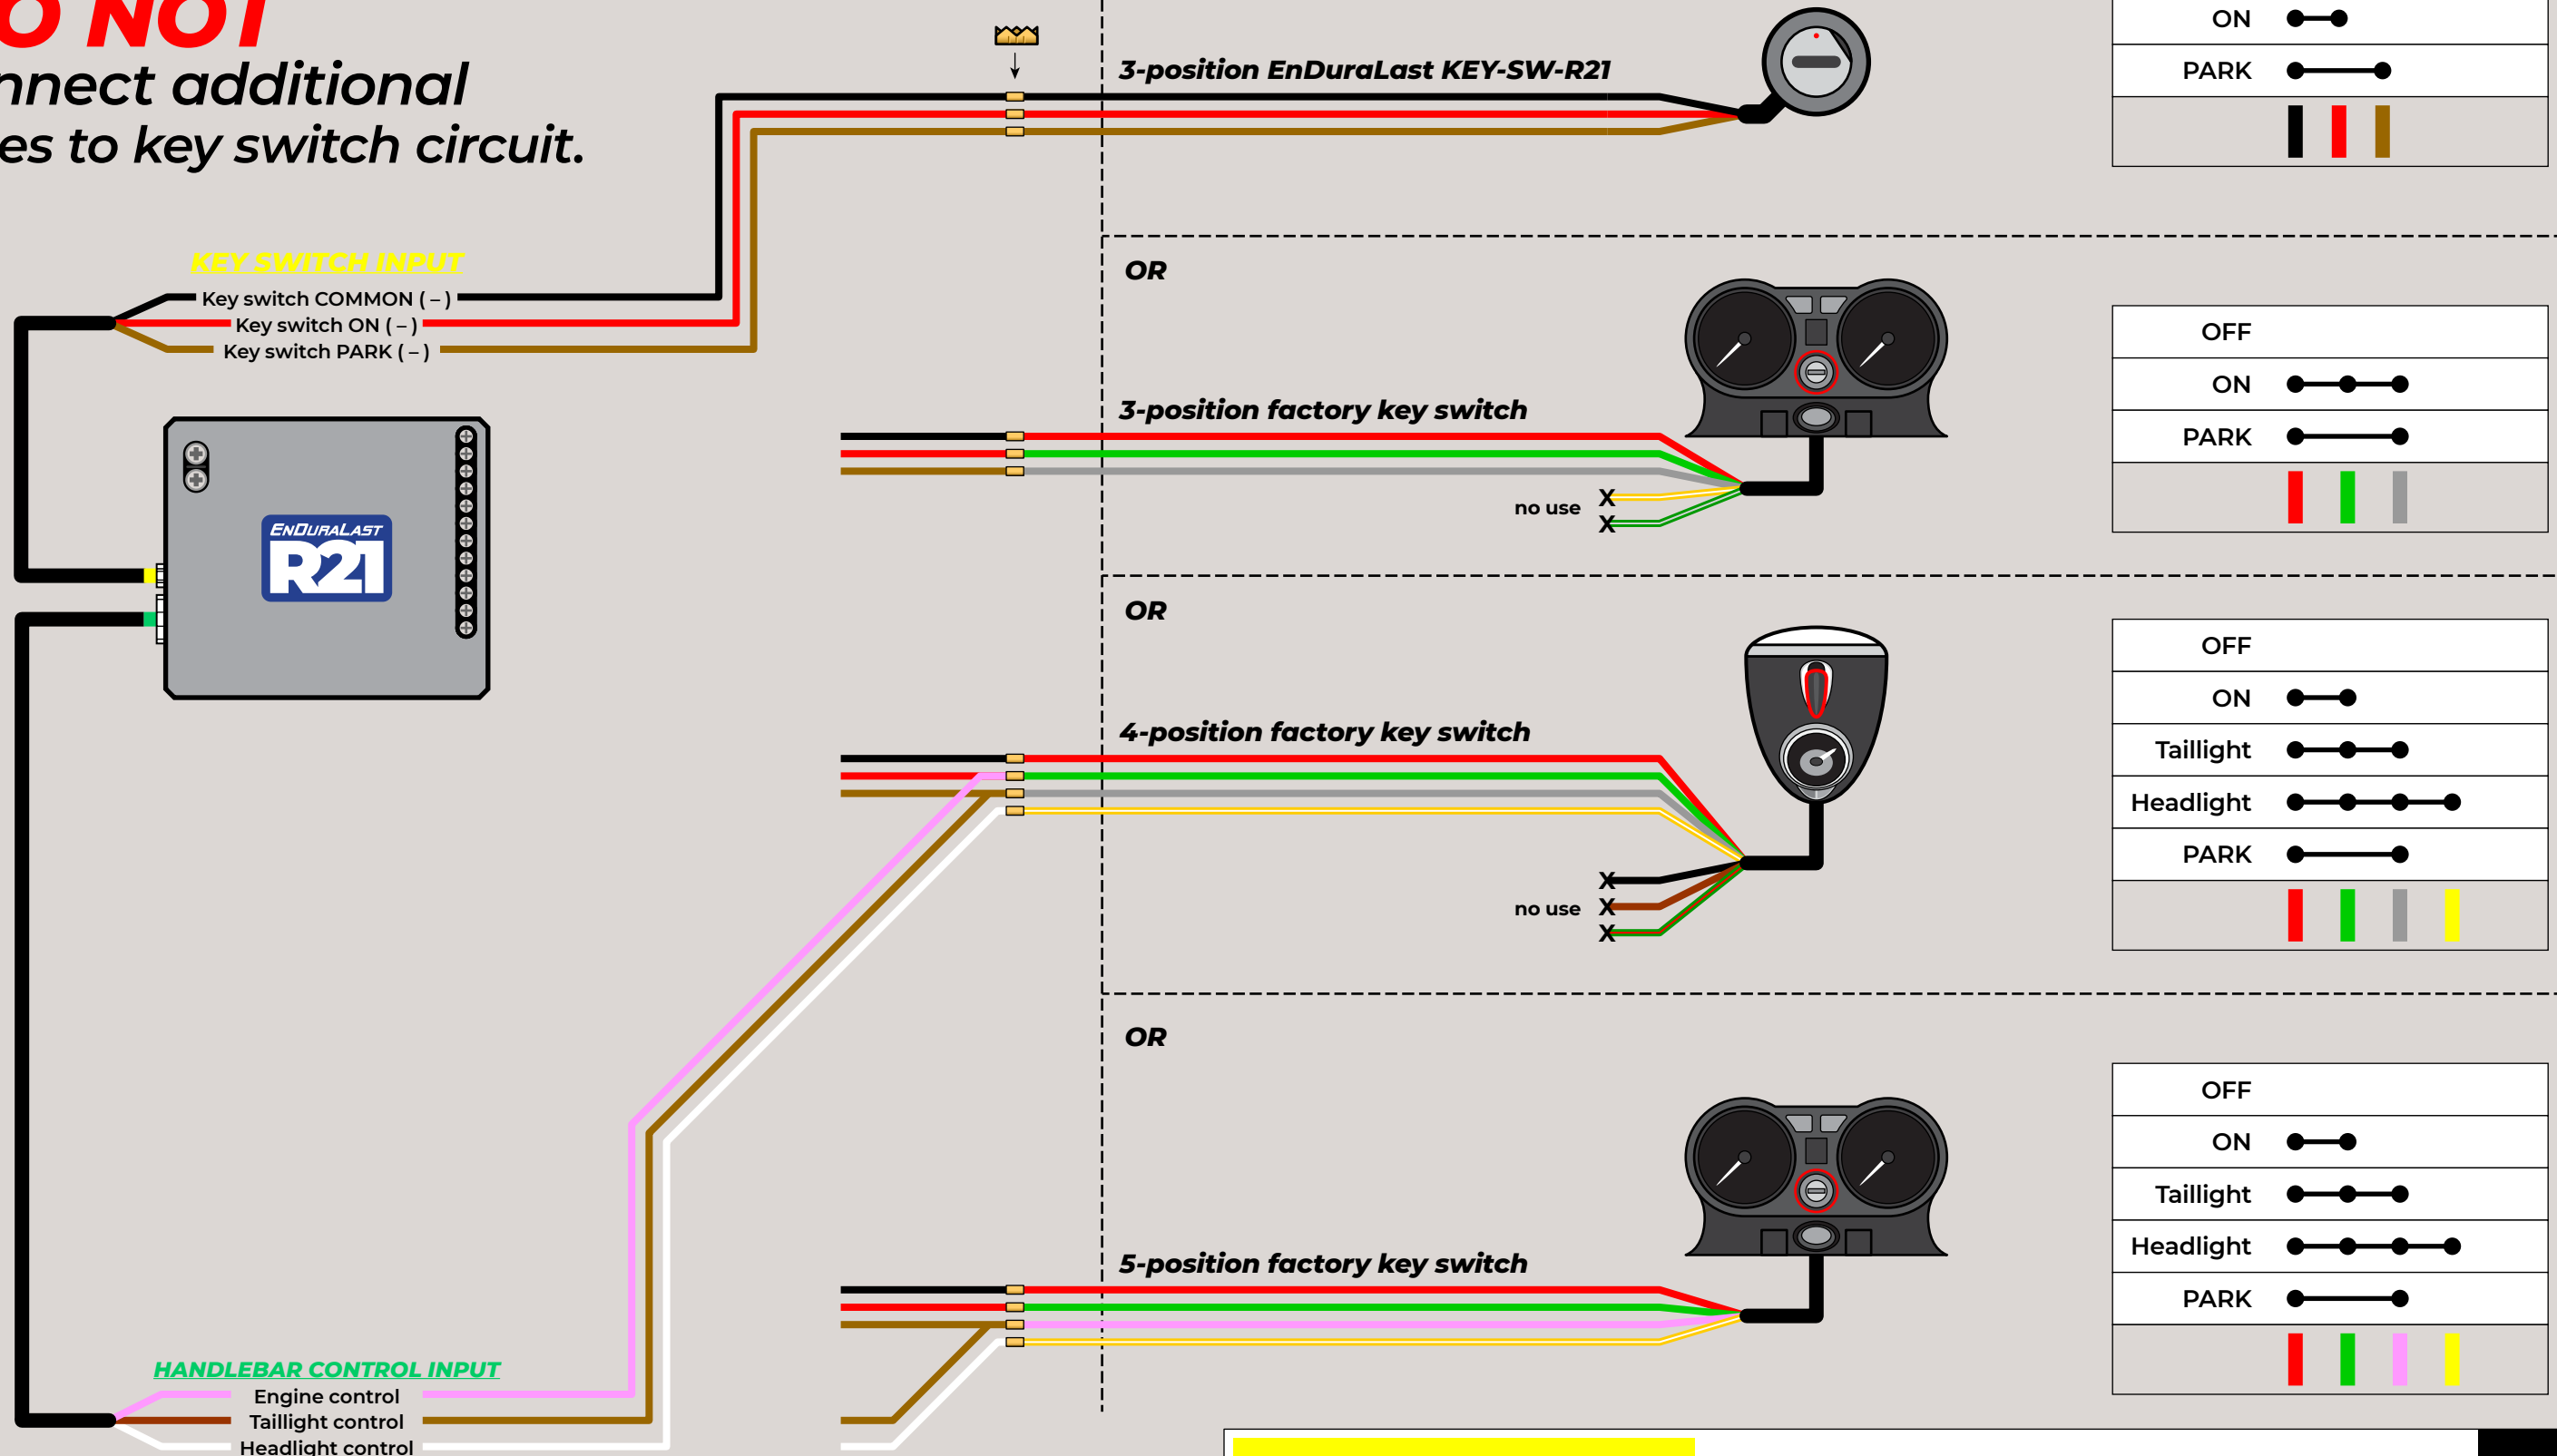 O NOT
nnect additional
es to key switch circuit.
3-position EnDuraLast KEY-SW-R21
ON
PARK
KEY SWITCH INPUT
Key switch COMMON ( – )
Key switch ON ( – )
Key switch PARK ( – )
OR
3-position factory key switch
no use
X
X
OFF
ON
PARK
ENDURALAST
R21
OR
4-position factory key switch
no use
X
X
X
OFF
ON
Taillight
Headlight
PARK
OR
5-position factory key switch
OFF
ON
Taillight
Headlight
PARK
HANDLEBAR CONTROL INPUT
Engine control
Taillight control
Headlight control